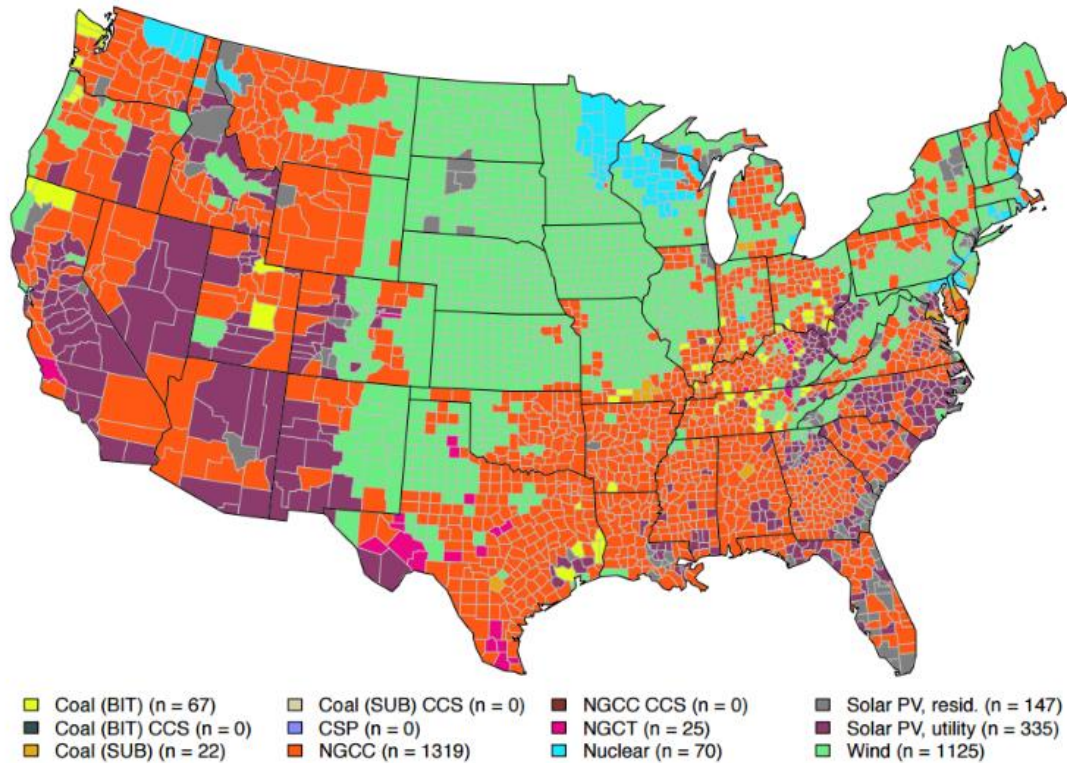 Coal (BIT) (n = 67)
Coal (BIT) CCS (n = 0)
Coal (SUB) (n = 22)
Coal (SUB) CCS (n = 0)
CSP (n = 0)
NGCC (n = 1319)
NGCC CCS (n = 0)
NGCT (n = 25)
Nuclear (n = 70)
Solar PV, resid. (n = 147)
Solar PV, utility (n = 335)
Wind (n = 1125)